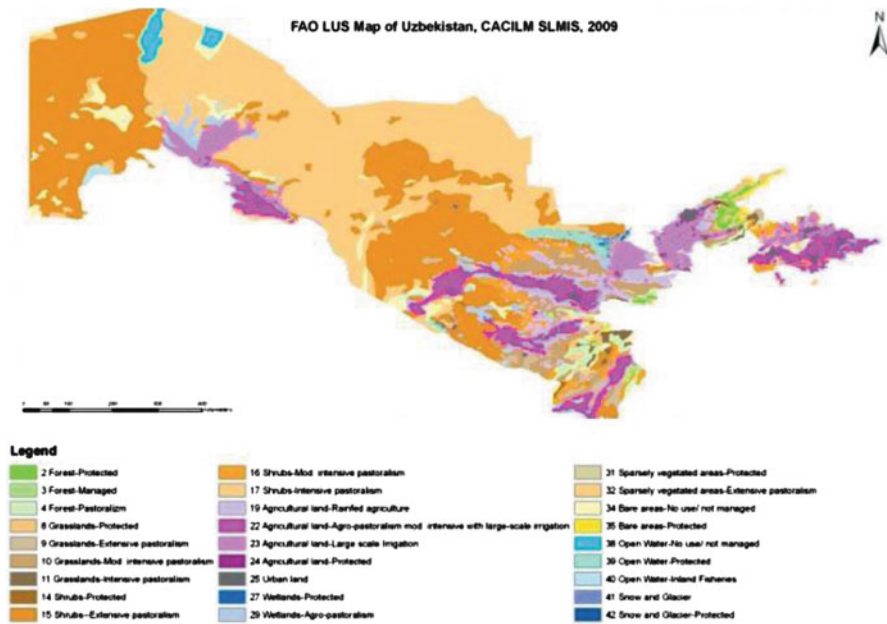 FAO LUS Map of Uzbekistan, CACILM SLMIS, 2009
N
Legend
2 Forest-Protected
3 Forest-Managed
4 Forest-Pastoralizm
6 Grasslands-Protected
9 Grasslands-Extensive pastoralism
10 Grasslands-Mod intensive pastoralism
11 Grasslands-Intensive pastoralism
14 Shrubs-Protected
15 Shrubs--Extensive pastoralism
16 Shrubs-Mod intensive pastoralism
17 Shrubs-Intensive pastoralism
19 Agricultural land-Rainfed agriculture
22 Agricultural land-Agro-pastoralism mod intensive with large-scale irrigation
23 Agricultural land-Large scale Irrigation
24 Agricultural land-Protected
25 Urban land
27 Wetlands-Protected
29 Wetlands-Agro-pastoralism
31 Sparsely vegetated areas-Protected
32 Sparsely vegetated areas-Extensive pastoralism
34 Bare areas-No use/ not managed
35 Bare areas-Protected
38 Open Water-No use/ not managed
39 Open Water-Protected
40 Open Water-Inland Fisheries
41 Snow and Glacier
42 Snow and Glacier-Protected